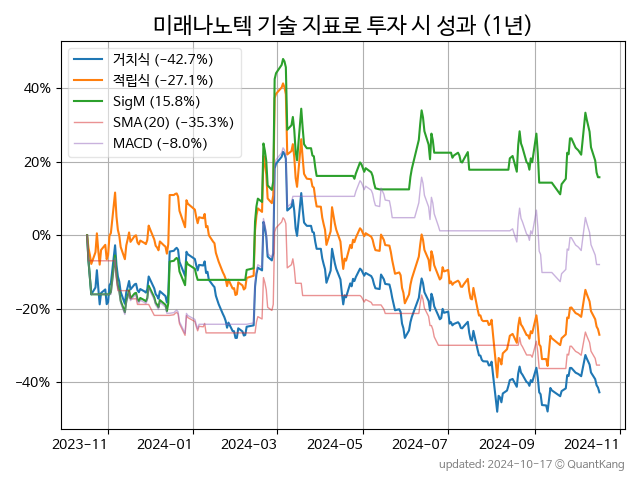 미래나노텍 기술 지표로 투자 시 성과 (1년)
거치식 (-42.7%)
적립식 (-27.1%)
SigM (15.8%)
SMA(20) (-35.3%)
MACD (-8.0%)
40%
20%
0%
-20%
-40%
2023-11
2024-01
2024-03
2024-05
2024-07
2024-09
2024-11
updated: 2024-10-17 © QuantKang